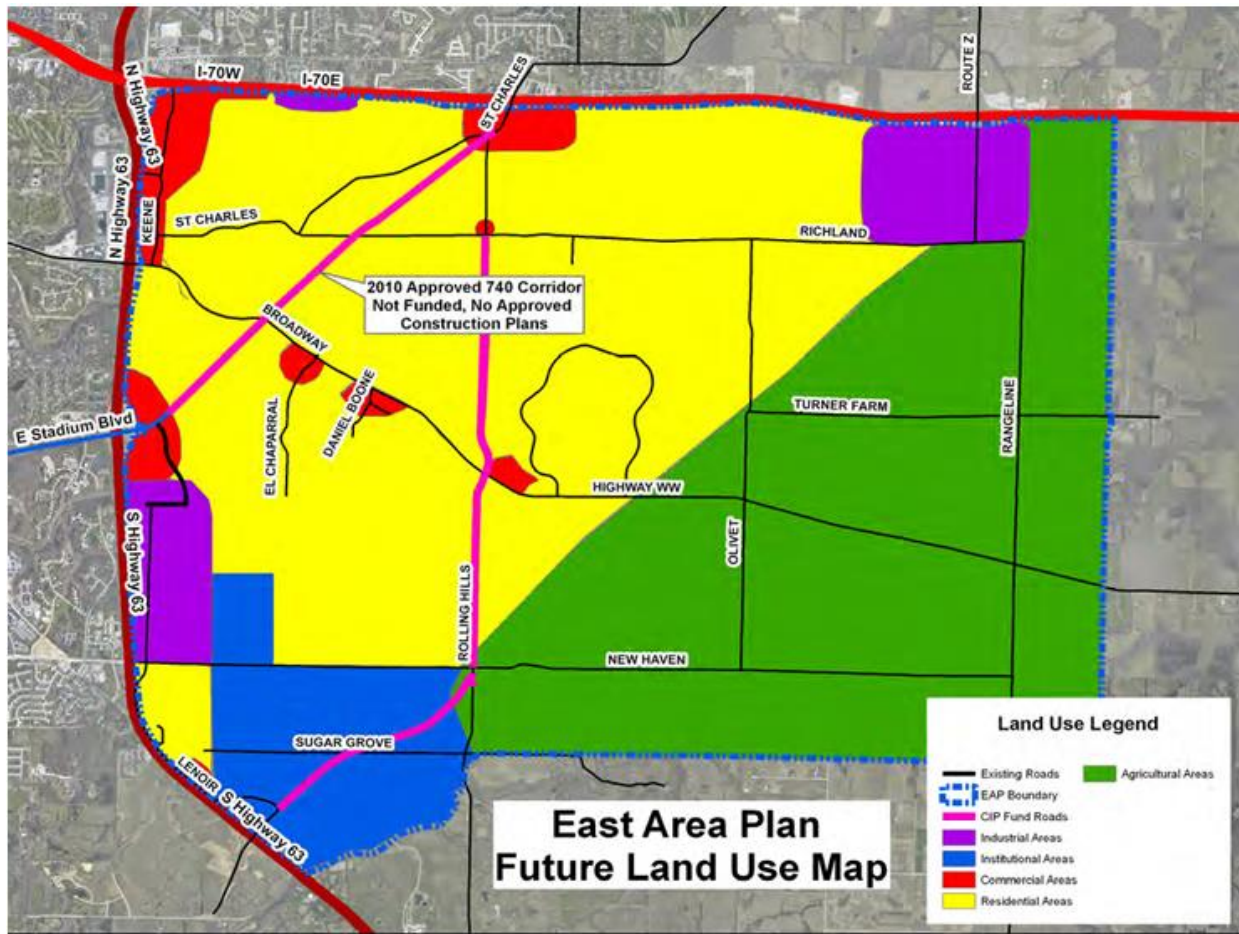 I-70W
I-70E
ST CHARLES
ROUTE Z
N Highway 63
N Highway 63
KEENE
ST CHARLES
RICHLAND
2010 Approved 740 Corridor
Not Funded, No Approved
Construction Plans
BROADWAY
E Stadium Blvd
EL CHAPARRAL
DANIEL BOONE
TURNER FARM
RANGELINE
HIGHWAY WW
S Highway 63
OLIVET
ROLLING HILLS
NEW HAVEN
SUGAR GROVE
LENOIR
S Highway 63
East Area Plan
Future Land Use Map
Land Use Legend
Existing Roads
Agricultural Areas
EAP Boundary
CIP Fund Roads
Industrial Areas
Institutional Areas
Commercial Areas
Residential Areas